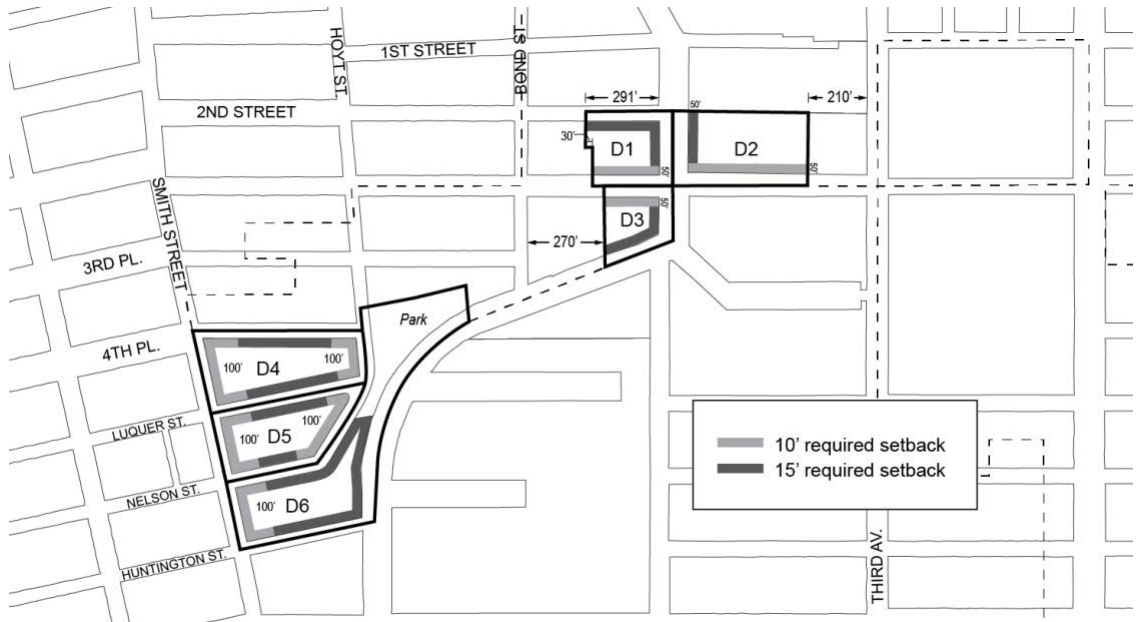 HOYT ST.
BOND ST.
1ST STREET
291'
210'
2ND STREET
50'
30'
D1
D2
50'
50'
SMITH STREET
50'
D3
3RD PL.
270'
Park
4TH PL.
100'
D4
100'
100'
D5
100'
LUQUER ST.
10' required setback
15' required setback
NELSON ST.
100'
D6
HUNTINGTON ST.
THIRD AV.